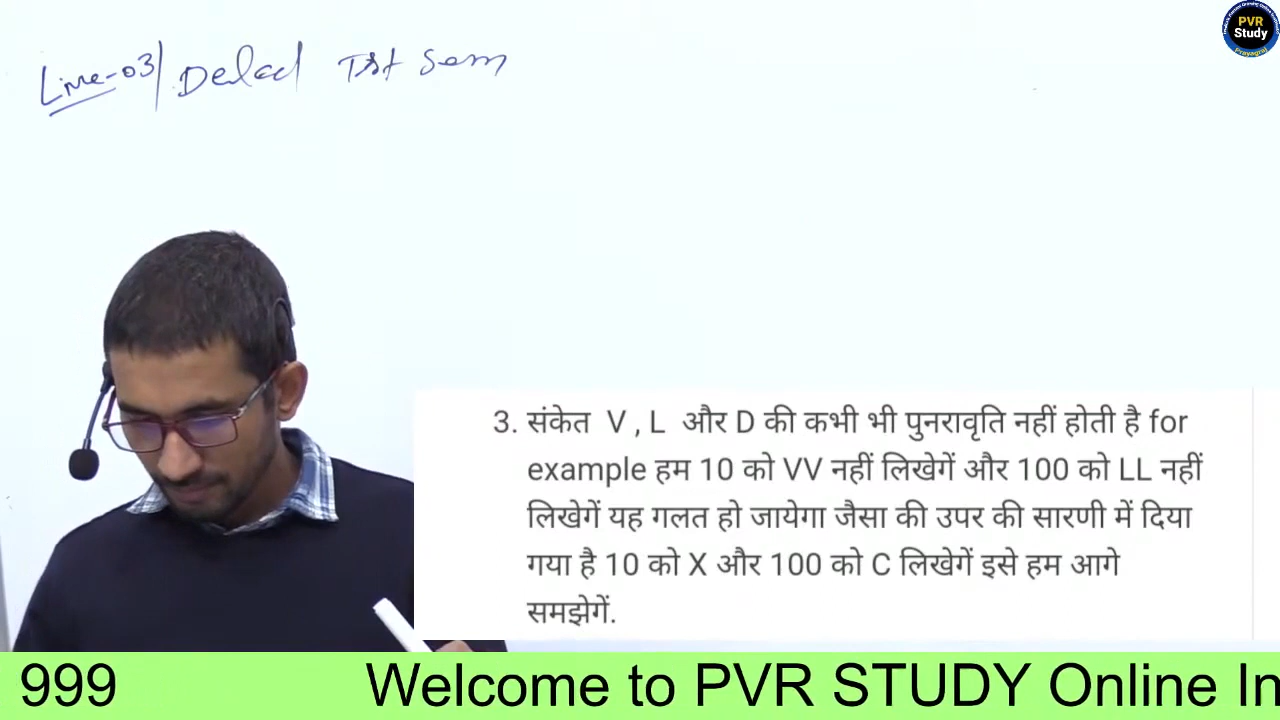 Live-03/ Deled Ist Sem
PVR
Study
Prayagraj
3. संकेत V , L और D की कभी भी पुनरावृति नहीं होती है for
example हम 10 को VV नहीं लिखेगें और 100 को LL नहीं
लिखेगें यह गलत हो जायेगा जैसा की उपर की सारणी में दिया
गया है 10 को X और 100 को C लिखेगें इसे हम आगे
समझेगें.
999 Welcome to PVR STUDY Online In